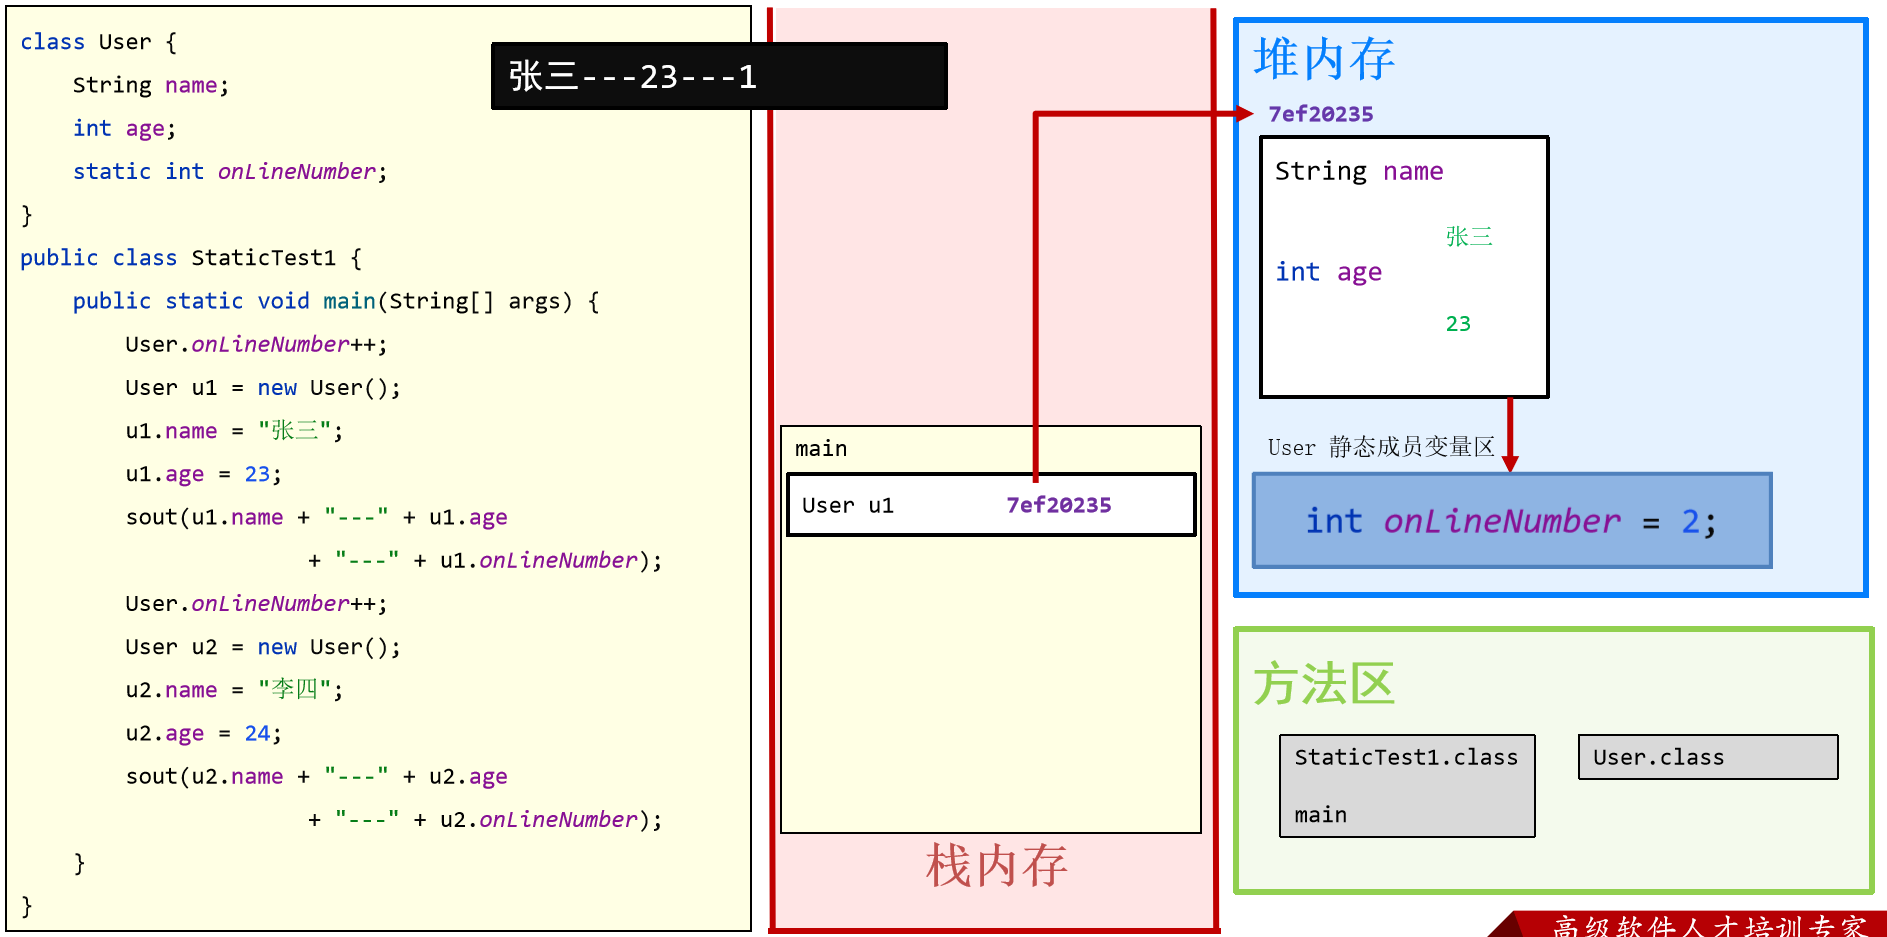 class User {
    String name;
    int age;
    static int onLineNumber;
}
public class StaticTest1 {
    public static void main(String[] args) {
        User.onLineNumber++;
        User u1 = new User();
        u1.name = "张三";
        u1.age = 23;
        sout(u1.name + "---" + u1.age
                      + "---" + u1.onLineNumber);
        User.onLineNumber++;
        User u2 = new User();
        u2.name = "李四";
        u2.age = 24;
        sout(u2.name + "---" + u2.age
                      + "---" + u2.onLineNumber);
    }
}
张三---23---1
main
User u1 7ef20235
栈内存
堆内存
7ef20235
String name
张三
int age
23
User 静态成员变量区
int onLineNumber = 2;
方法区
StaticTest1.class
main
User.class
高级软件人才培训专家